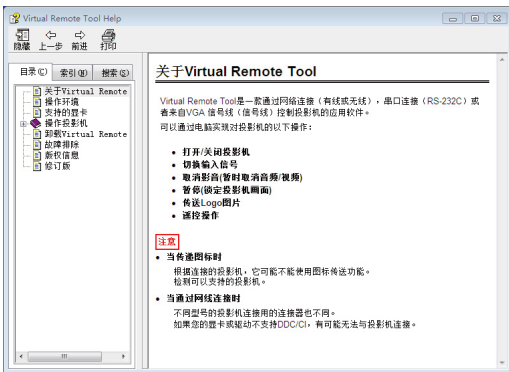 Virtual Remote Tool Help
隐藏 上一步 前进 打印
目录(C) 索引(N) 搜索(S)
关于Virtual Remote
操作环境
支持的显卡
操作投影机
卸载Virtual Remote
故障排除
版权信息
修订版
关于Virtual Remote Tool
Virtual Remote Tool是一款通过网络连接（有线或无线），串口连接（RS-232C）或
者来自VGA 信号线（信号线）控制投影机的应用软件。
可以通过电脑实现对投影机的以下操作：
• 打开/关闭投影机
• 切换输入信号
• 取消影音(暂时取消音频/视频)
• 暂停(锁定投影机画面)
• 传送Logo图片
• 遥控操作
注意
• 当传递图标时
根据连接的投影机，它可能不能使用图标传送功能。
检测可以支持的投影机。
• 当通过网线连接时
不同型号的投影机连接用的连接器也不同。
如果您的显卡或驱动不支持DDC/CI，有可能无法与投影机连接。